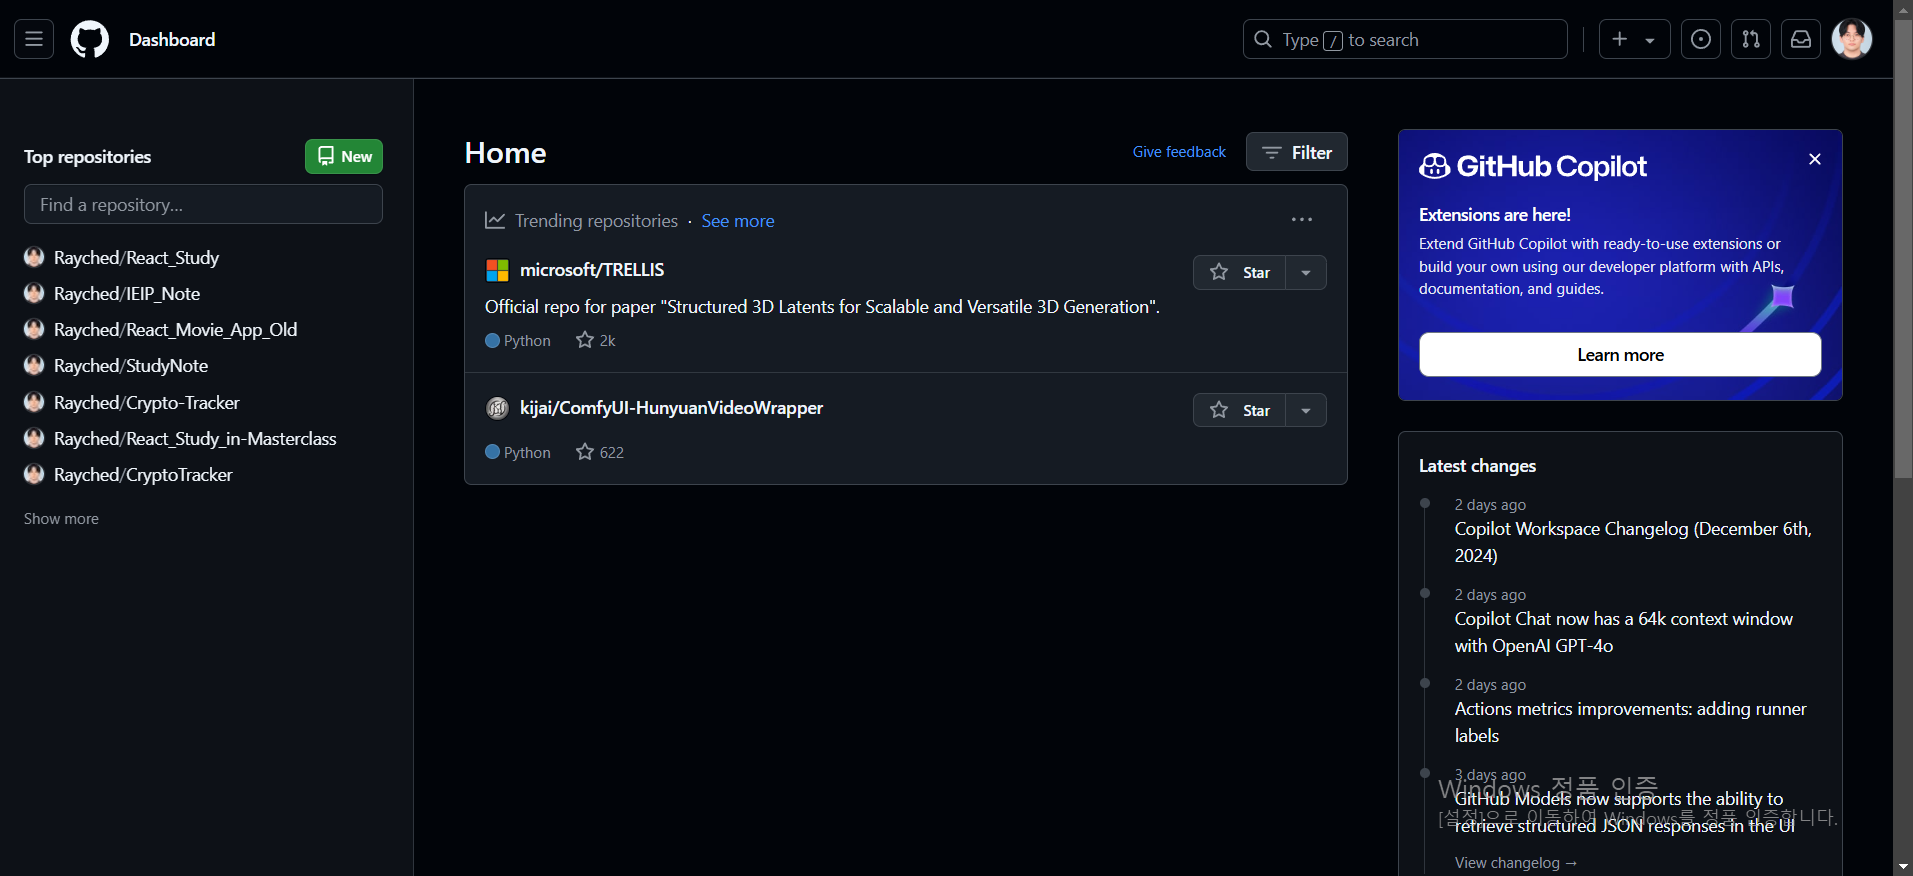 Dashboard
Type / to search
Top repositories
New
Find a repository...
Rayched/React_Study
Rayched/IEIP_Note
Rayched/React_Movie_App_Old
Rayched/StudyNote
Rayched/Crypto-Tracker
Rayched/React_Study_in-Masterclass
Rayched/CryptoTracker
Show more
Home
Give feedback
Filter
Trending repositories · See more
microsoft/TRELLIS
Star
Official repo for paper "Structured 3D Latents for Scalable and Versatile 3D Generation".
Python 2k
kijai/ComfyUI-HunyuanVideoWrapper
Star
Python 622
GitHub Copilot
Extensions are here!
Extend GitHub Copilot with ready-to-use extensions or
build your own using our developer platform with APIs,
documentation, and guides.
Learn more
Latest changes
2 days ago
Copilot Workspace Changelog (December 6th,
2024)
2 days ago
Copilot Chat now has a 64k context window
with OpenAI GPT-4o
2 days ago
Actions metrics improvements: adding runner
labels
3 days ago
GitHub Models now supports the ability to
retrieve structured JSON responses in the UI
View changelog →
Windows 정품 인증
[설정]으로 이동하여 Windows를 정품 인증합니다.